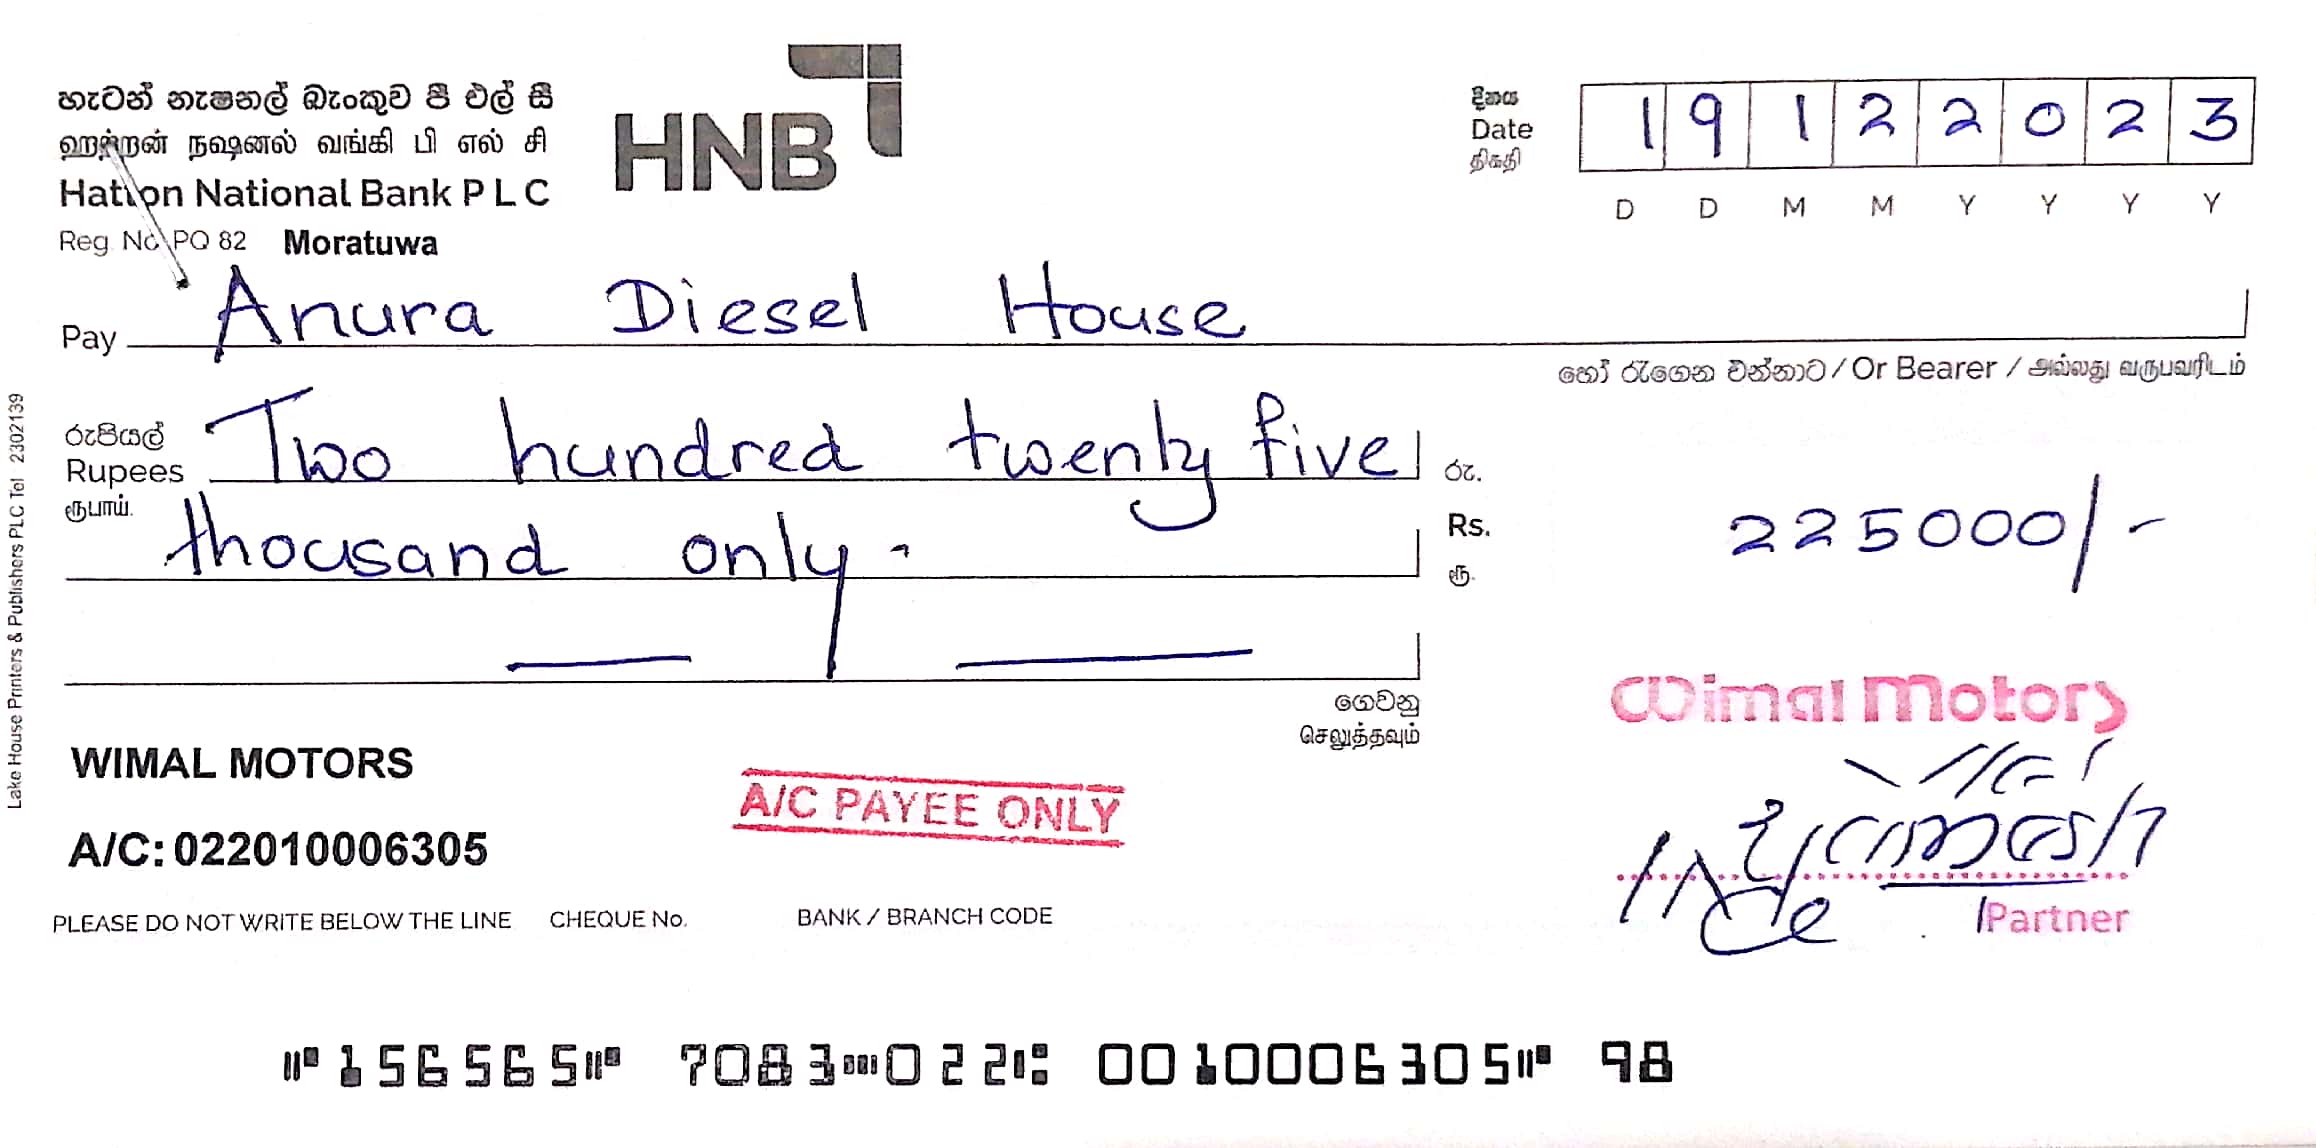 හැටන් නැෂනල් බැංකුව පී එල් සී
ஹற்றன் நஷனல் வங்கி பி எல் சி
Hatton National Bank P L C
Reg. No PQ 82 Moratuwa
HNB
දිනය
Date
திகதி
1 9 1 2 2 0 2 3
D D M M Y Y Y Y
Pay Anura Diesel House
හෝ රැගෙන එන්නාට / Or Bearer / அல்லது வருபவரிடம்
රුපියල්
Rupees
ரூபாய்.
Two hundred twenty five
thousand only -
රු.
Rs.
ரூ.
225000/-
ගෙවනු
செலுத்தவும்
WIMAL MOTORS
A/C: 022010006305
A/C PAYEE ONLY
Wimal Motors
Partner
PLEASE DO NOT WRITE BELOW THE LINE CHEQUE No. BANK / BRANCH CODE
⑈156565⑈ 7083⑉022⑆ 0010006305⑈ 98
Lake House Printers & Publishers PLC Tel 2302139